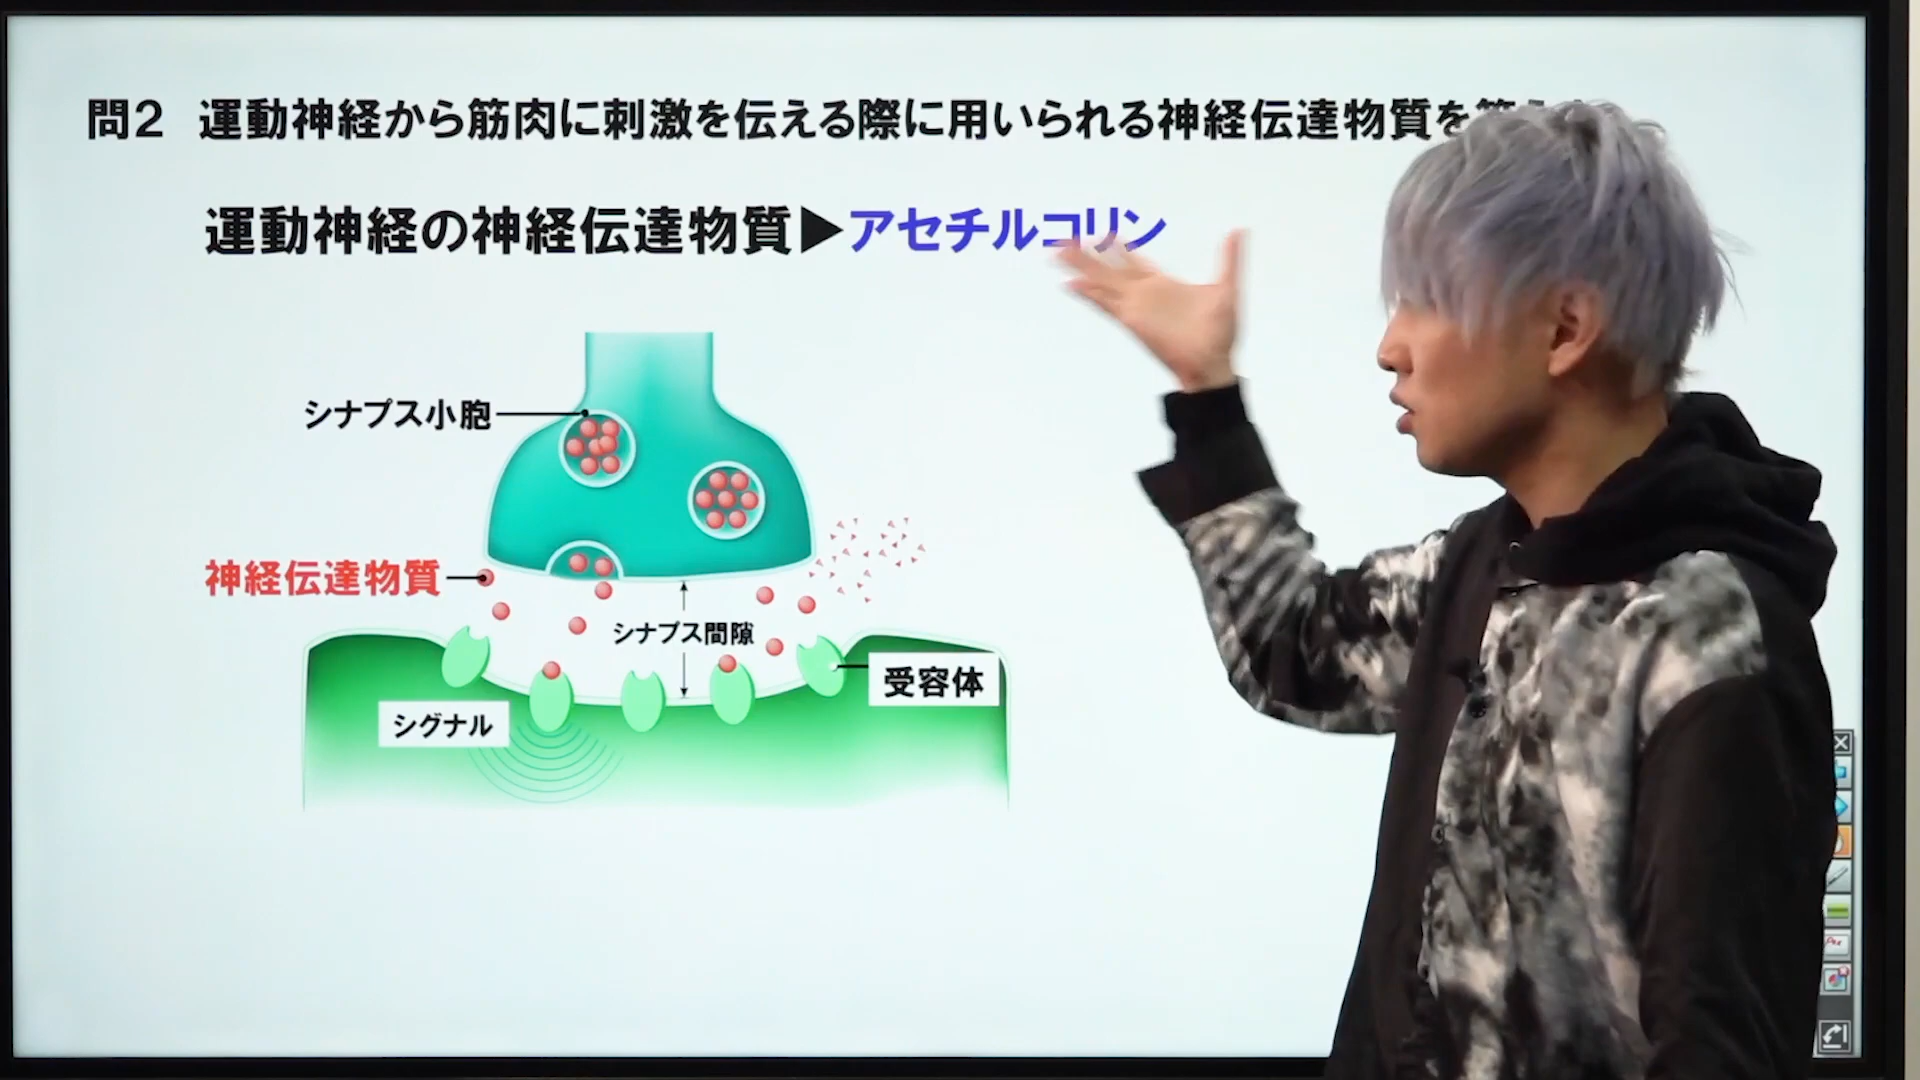 問2 運動神経から筋肉に刺激を伝える際に用いられる神経伝達物質を
運動神経の神経伝達物質▶アセチルコリン
シナプス小胞
神経伝達物質
シナプス間隙
受容体
シグナル